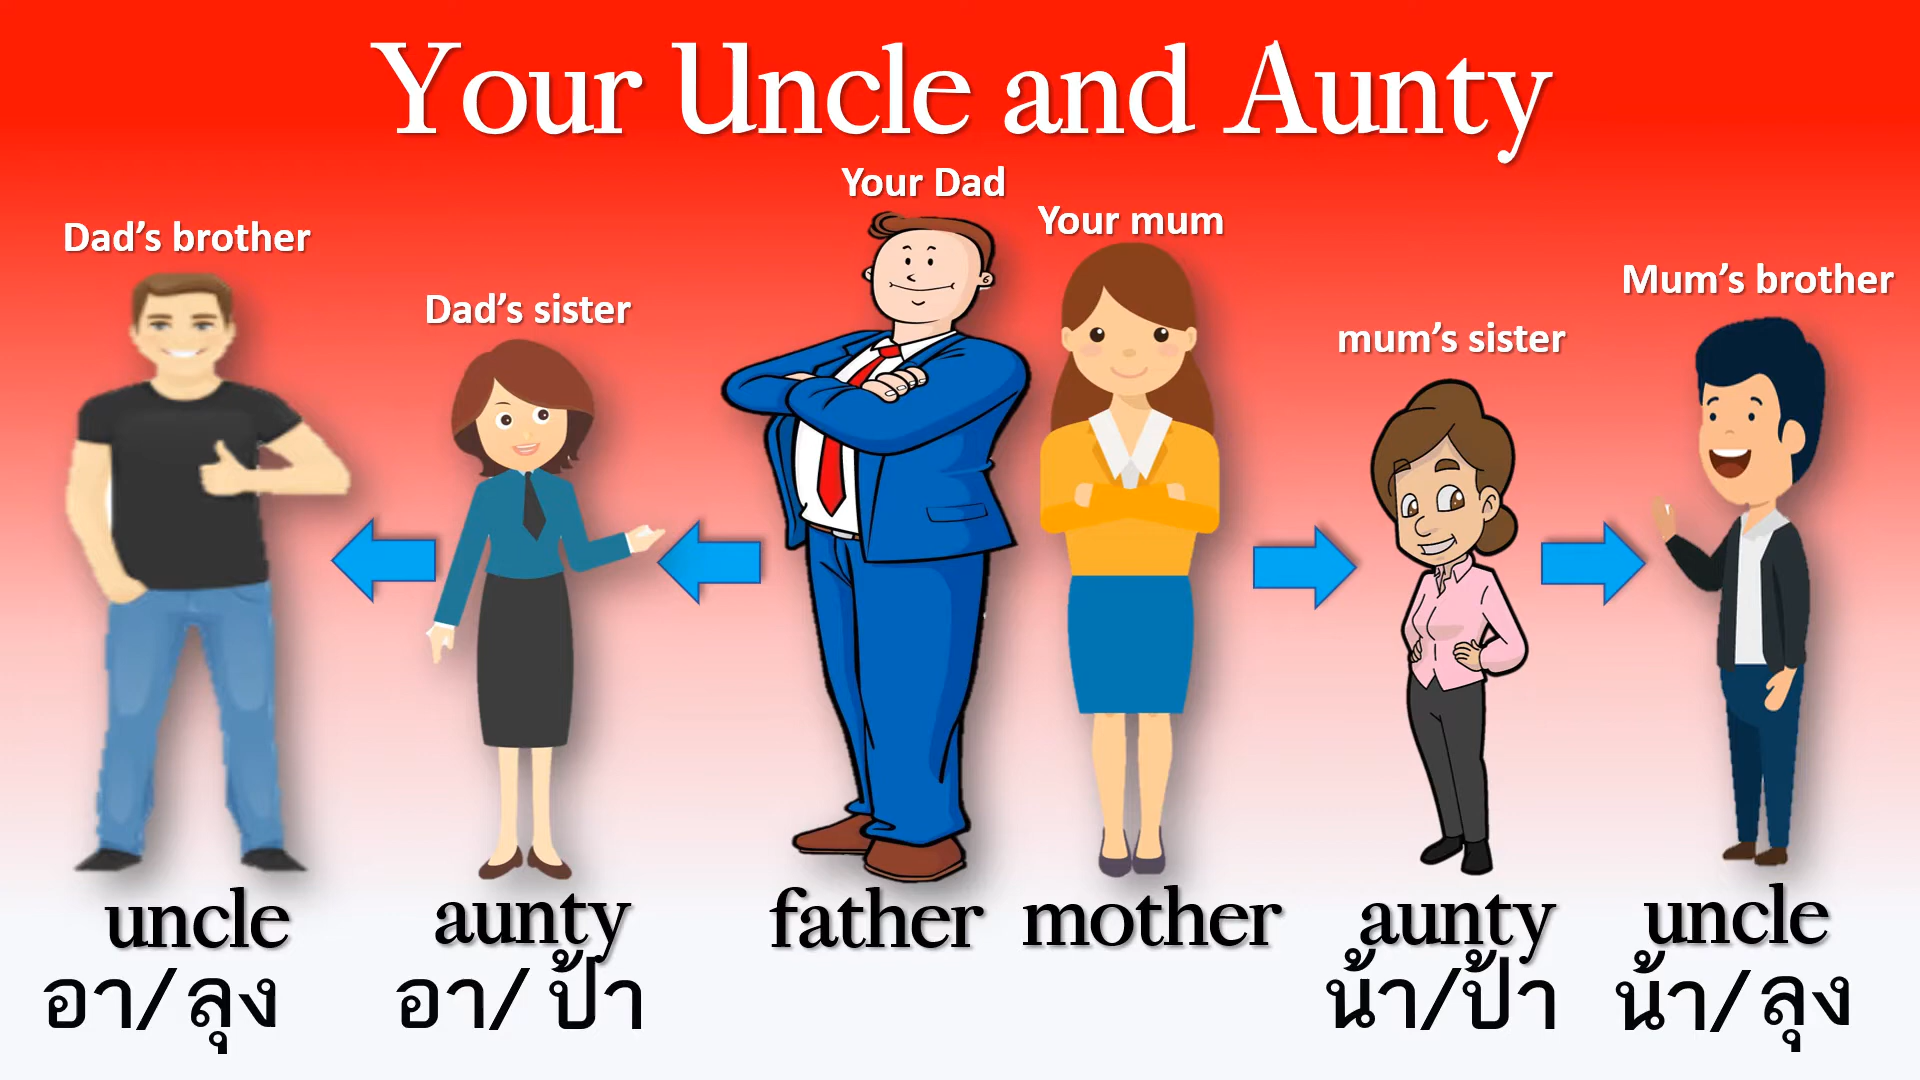 Your Uncle and Aunty
Your Dad
Your mum
Dad's brother
Mum's brother
Dad's sister
mum's sister
uncle
aunty
father
mother
aunty
uncle
อา/ลุง
อา/ ป้า
น้า/ป้า
น้า/ลุง